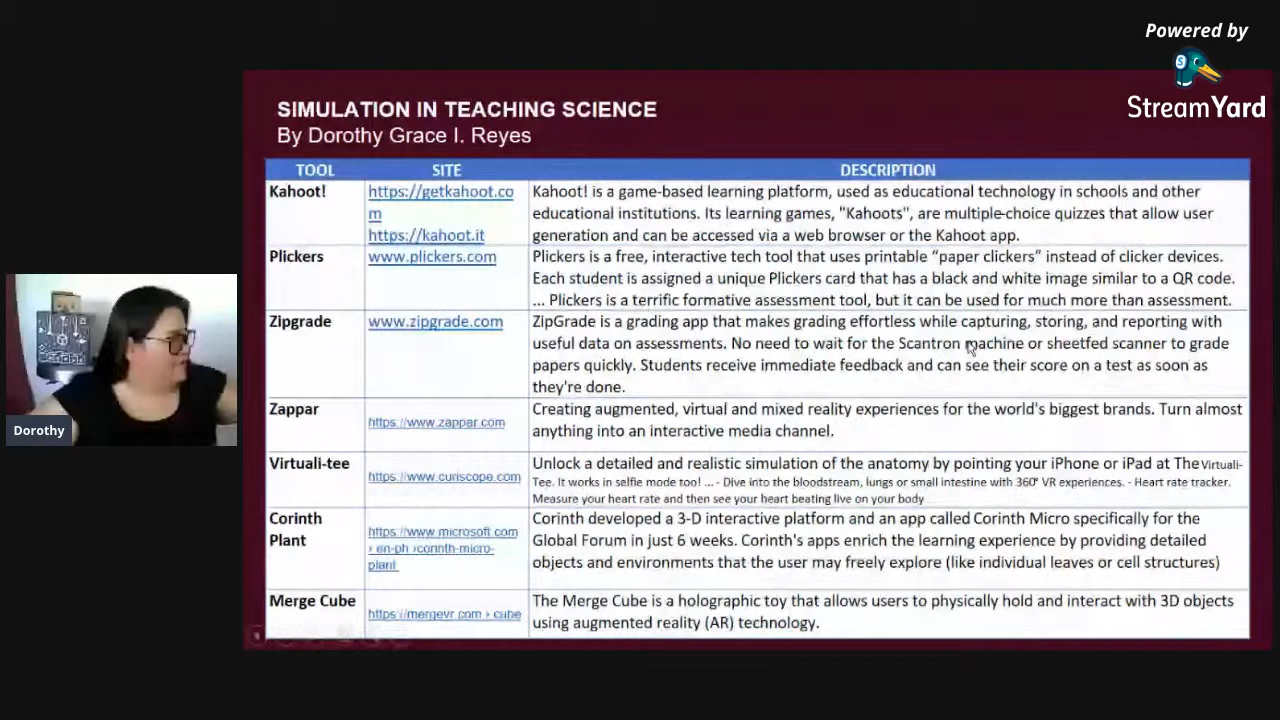 Powered by
StreamYard
SIMULATION IN TEACHING SCIENCE
By Dorothy Grace I. Reyes
TOOL SITE DESCRIPTION
Kahoot! https://getkahoot.co Kahoot! is a game-based learning platform, used as educational technology in schools and other
m educational institutions. Its learning games, "Kahoots", are multiple-choice quizzes that allow user
https://kahoot.it generation and can be accessed via a web browser or the Kahoot app.
Plickers www.plickers.com Plickers is a free, interactive tech tool that uses printable “paper clickers” instead of clicker devices.
Each student is assigned a unique Plickers card that has a black and white image similar to a QR code.
... Plickers is a terrific formative assessment tool, but it can be used for much more than assessment.
Zipgrade www.zipgrade.com ZipGrade is a grading app that makes grading effortless while capturing, storing, and reporting with
useful data on assessments. No need to wait for the Scantron machine or sheetfed scanner to grade
papers quickly. Students receive immediate feedback and can see their score on a test as soon as
they're done.
Zappar https://www.zappar.com Creating augmented, virtual and mixed reality experiences for the world's biggest brands. Turn almost
anything into an interactive media channel.
Virtuali-tee https://www.curiscope.com Unlock a detailed and realistic simulation of the anatomy by pointing your iPhone or iPad at The Virtuali-
Tee. It works in selfie mode too! ... - Dive into the bloodstream, lungs or small intestine with 360° VR experiences. - Heart rate tracker.
Measure your heart rate and then see your heart beating live on your body
Corinth https://www.microsoft.com Corinth developed a 3-D interactive platform and an app called Corinth Micro specifically for the
Plant › en-ph ›corinth-micro- Global Forum in just 6 weeks. Corinth's apps enrich the learning experience by providing detailed
plant objects and environments that the user may freely explore (like individual leaves or cell structures)
Merge Cube https://mergevr.com › cube The Merge Cube is a holographic toy that allows users to physically hold and interact with 3D objects
using augmented reality (AR) technology.
Dorothy